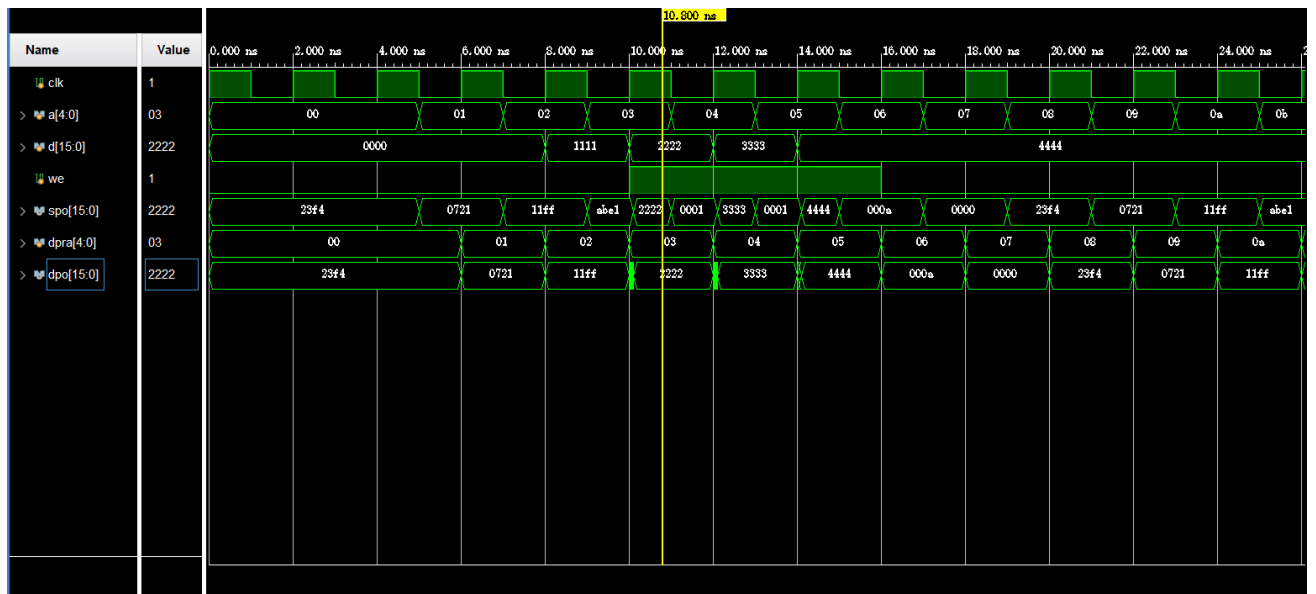 10.800 ns
Name Value 0.000 ns 2.000 ns 4.000 ns 6.000 ns 8.000 ns 10.000 ns 12.000 ns 14.000 ns 16.000 ns 18.000 ns 20.000 ns 22.000 ns 24.000 ns 2
clk 1
> a[4:0] 03 00 01 02 03 04 05 06 07 08 09 0a 0b
> d[15:0] 2222 0000 1111 2222 3333 4444
we 1
> spo[15:0] 2222 23f4 0721 11ff abe1 2222 0001 3333 0001 4444 000a 0000 23f4 0721 11ff abe1
> dpra[4:0] 03 00 01 02 03 04 05 06 07 08 09 0a
> dpo[15:0] 2222 23f4 0721 11ff 2222 3333 4444 000a 0000 23f4 0721 11ff